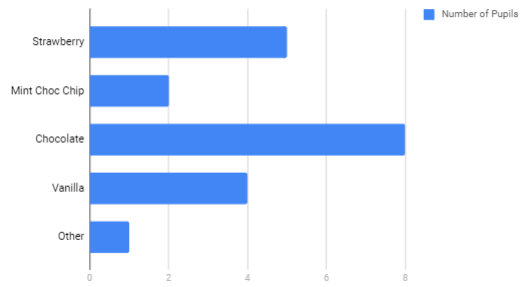 Number of Pupils
Strawberry
Mint Choc Chip
Chocolate
Vanilla
Other
0 2 4 6 8